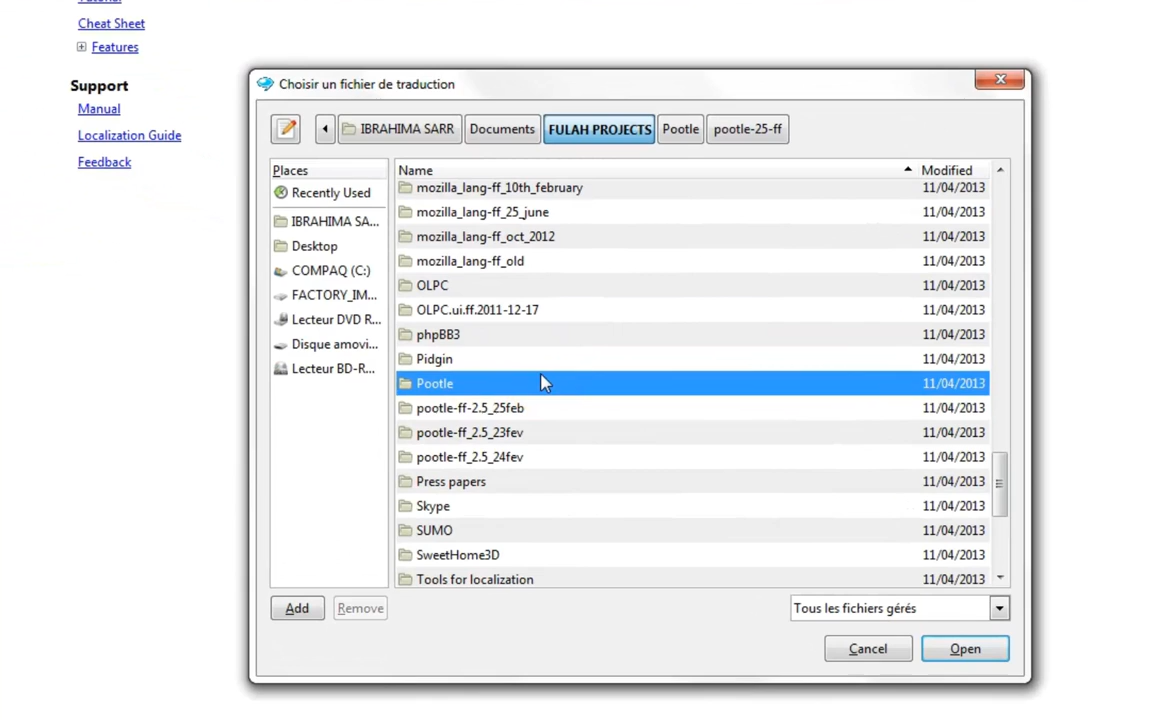 Tutorial
Cheat Sheet
Features
Support
Manual
Localization Guide
Feedback
Choisir un fichier de traduction
IBRAHIMA SARR Documents FULAH PROJECTS Pootle pootle-25-ff
Places
Recently Used
IBRAHIMA SA...
Desktop
COMPAQ (C:)
FACTORY_IM...
Lecteur DVD R...
Disque amovi...
Lecteur BD-R...
Name Modified
mozilla_lang-ff_10th_february 11/04/2013
mozilla_lang-ff_25_june 11/04/2013
mozilla_lang-ff_oct_2012 11/04/2013
mozilla_lang-ff_old 11/04/2013
OLPC 11/04/2013
OLPC.ui.ff.2011-12-17 11/04/2013
phpBB3 11/04/2013
Pidgin 11/04/2013
Pootle 11/04/2013
pootle-ff-2.5_25feb 11/04/2013
pootle-ff_2.5_23fev 11/04/2013
pootle-ff_2.5_24fev 11/04/2013
Press papers 11/04/2013
Skype 11/04/2013
SUMO 11/04/2013
SweetHome3D 11/04/2013
Tools for localization 11/04/2013
Add Remove
Tous les fichiers gérés
Cancel Open